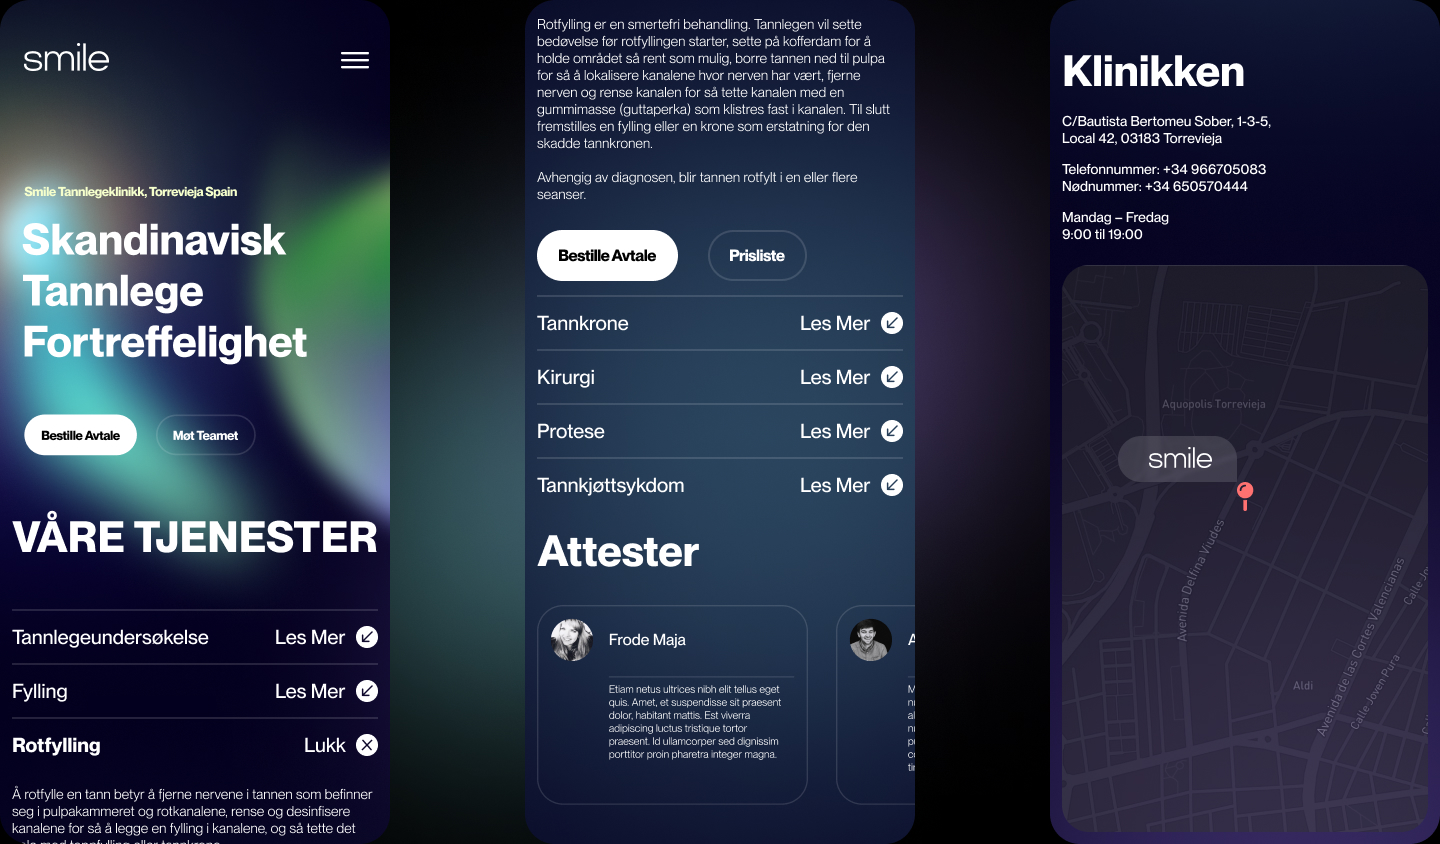 smile
Smile Tannlegeklinikk, Torrevieja Spain
Skandinavisk
Tannlege
Fortreffelighet
Bestille Avtale
Møt Teamet
VÅRE TJENESTER
Tannlegeundersøkelse Les Mer
Fylling Les Mer
Rotfylling Lukk
Å rotfylle en tann betyr å fjerne nervene i tannen som befinner
seg i pulpakammeret og rotkanalene, rense og desinfisere
kanalene for så å legge en fylling i kanalene, og så tette det
med tannfylling eller tannkrone.
Rotfylling er en smertefri behandling. Tannlegen vil sette
bedøvelse før rotfyllingen starter, sette på kofferdam for å
holde området så rent som mulig, borre tannen ned til pulpa
for så å lokalisere kanalene hvor nerven har vært, fjerne
nerven og rense kanalen for så tette kanalen med en
gummimasse (guttaperka) som klistres fast i kanalen. Til slutt
fremstilles en fylling eller en krone som erstatning for den
skadde tannkronen.
Avhengig av diagnosen, blir tannen rotfylt i en eller flere
seanser.
Bestille Avtale
Prisliste
Tannkrone Les Mer
Kirurgi Les Mer
Protese Les Mer
Tannkjøttsykdom Les Mer
Attester
Frode Maja
Etiam netus ultrices nibh elit tellus eget
quis. Amet, et suspendisse sit praesent
dolor, habitant mattis. Est viverra
adipiscing luctus tristique tortor
praesent. Id ullamcorper sed dignissim
porttitor proin pharetra integer magna.
Klinikken
C/Bautista Bertomeu Sober, 1-3-5,
Local 42, 03183 Torrevieja
Telefonnummer: +34 966705083
Nødnummer: +34 650570444
Mandag – Fredag
9:00 til 19:00
Aquopolis Torrevieja
smile
Avenida Delfina Viudes
Avenida de las Cortes Valencianas
Calle Jo
Calle Joven Pura
Aldi